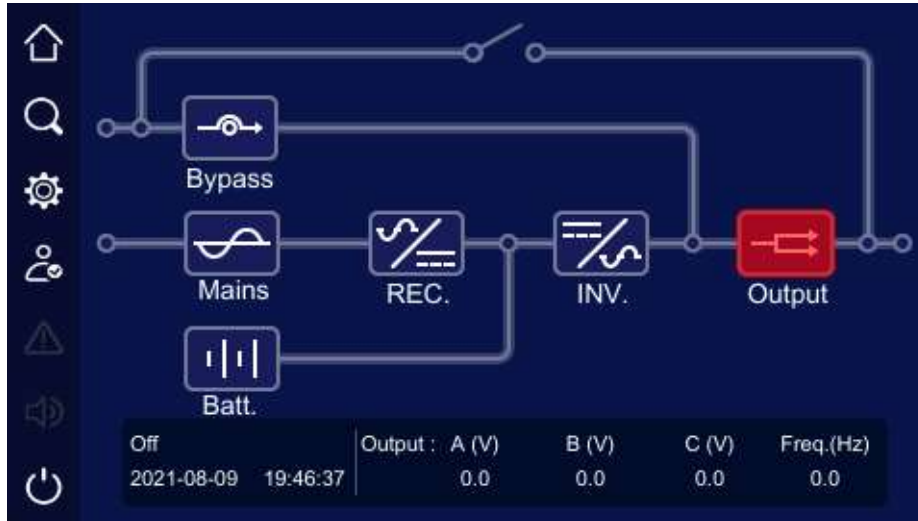 Bypass
Mains
REC.
INV.
Output
Batt.
Off
Output : A (V) B (V) C (V) Freq.(Hz)
2021-08-09 19:46:37 0.0 0.0 0.0 0.0